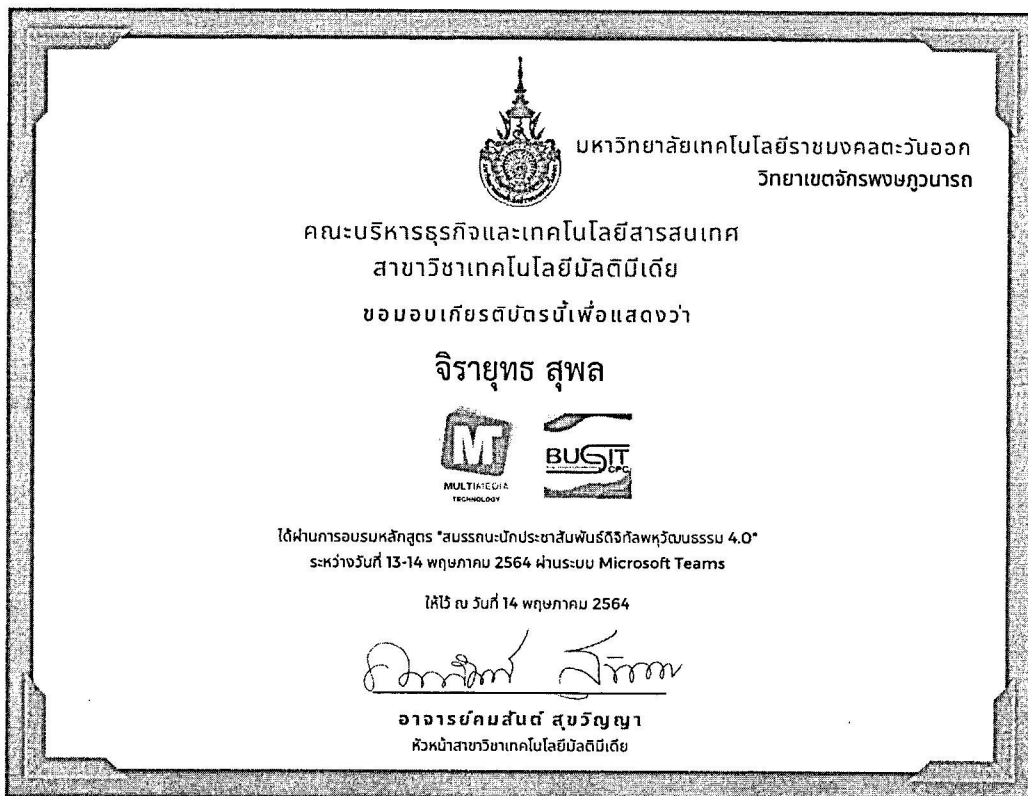 มหาวิทยาลัยเทคโนโลยีราชมงคลตะวันออก
วิทยาเขตจักรพงษภูวนารถ
คณะบริหารธุรกิจและเทคโนโลยีสารสนเทศ
สาขาวิชาเทคโนโลยีมัลติมีเดีย
ขอมอบเกียรติบัตรนี้เพื่อแสดงว่า
จิรายุทธ สุพล
MT
MULTIMEDIA
TECHNOLOGY
BUSIT
CPC
ได้ผ่านการอบรมหลักสูตร "สมรรถนะนักประชาสัมพันธ์ดิจิทัลพหุวัฒนธรรม 4.0"
ระหว่างวันที่ 13-14 พฤษภาคม 2564 ผ่านระบบ Microsoft Teams
ให้ไว้ ณ วันที่ 14 พฤษภาคม 2564
อาจารย์คมสันต์ สุขวิญญา
หัวหน้าสาขาวิชาเทคโนโลยีมัลติมีเดีย